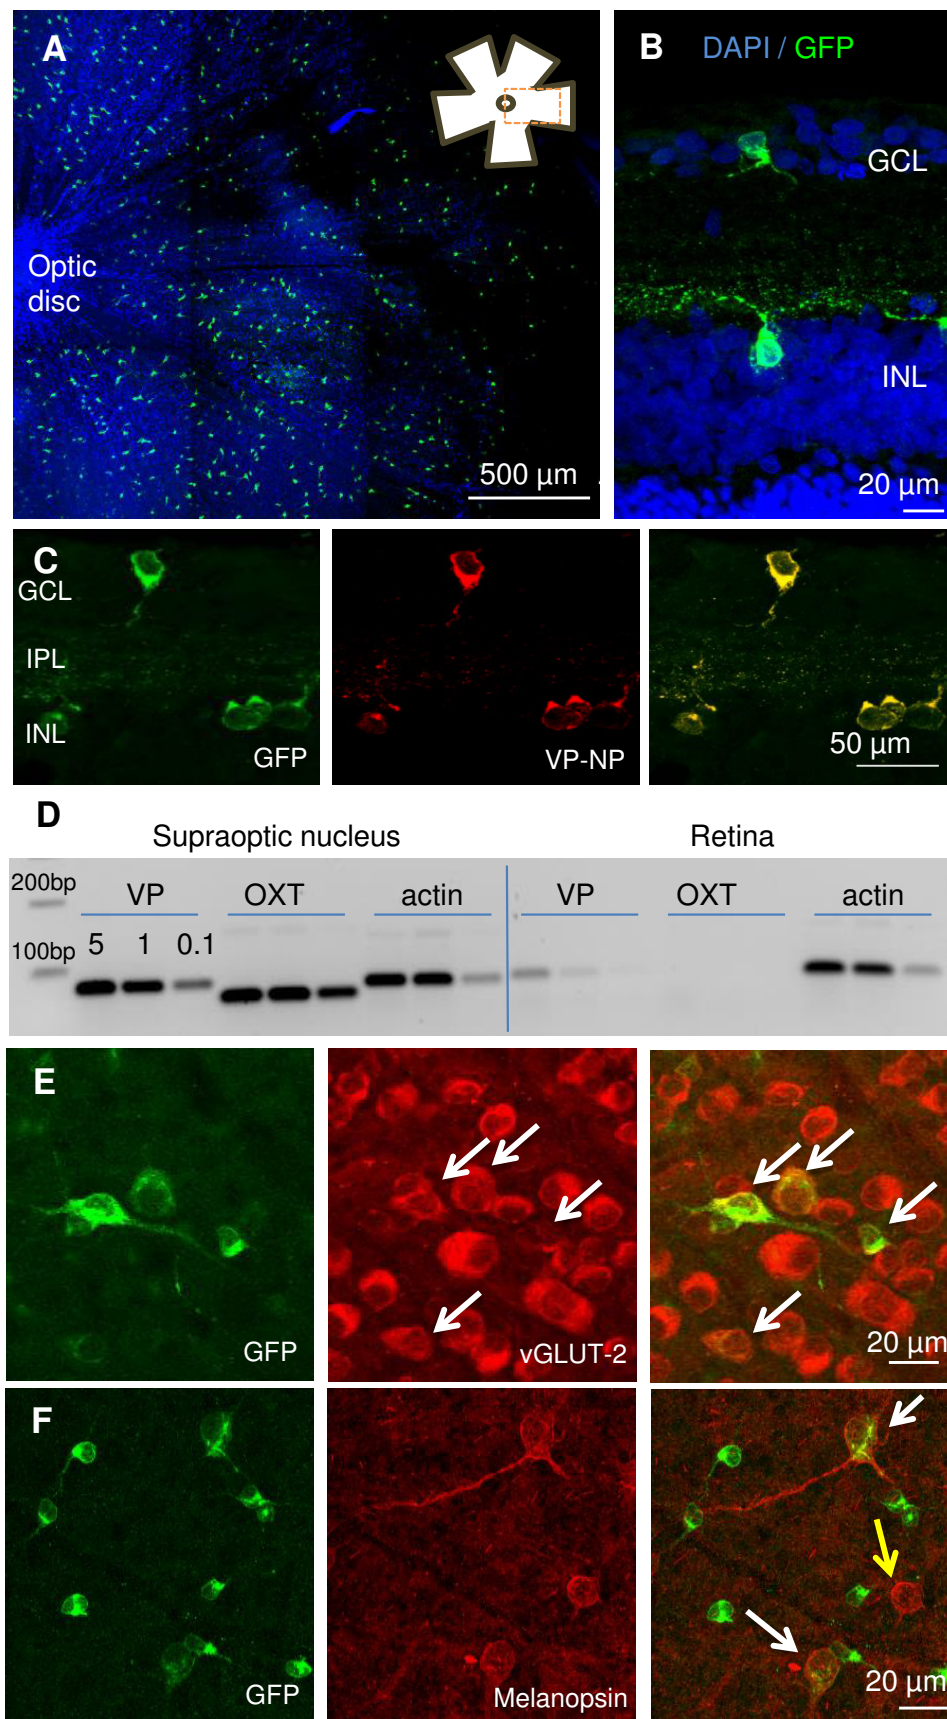 A
Optic
disc
500 µm
B
DAPI / GFP
GCL
INL
20 µm
C
GCL
IPL
INL
GFP
VP-NP
50 µm
D
Supraoptic nucleus
Retina
200bp
VP
OXT
actin
VP
OXT
actin
100bp
5 1 0.1
E
GFP
vGLUT-2
20 µm
F
GFP
Melanopsin
20 µm